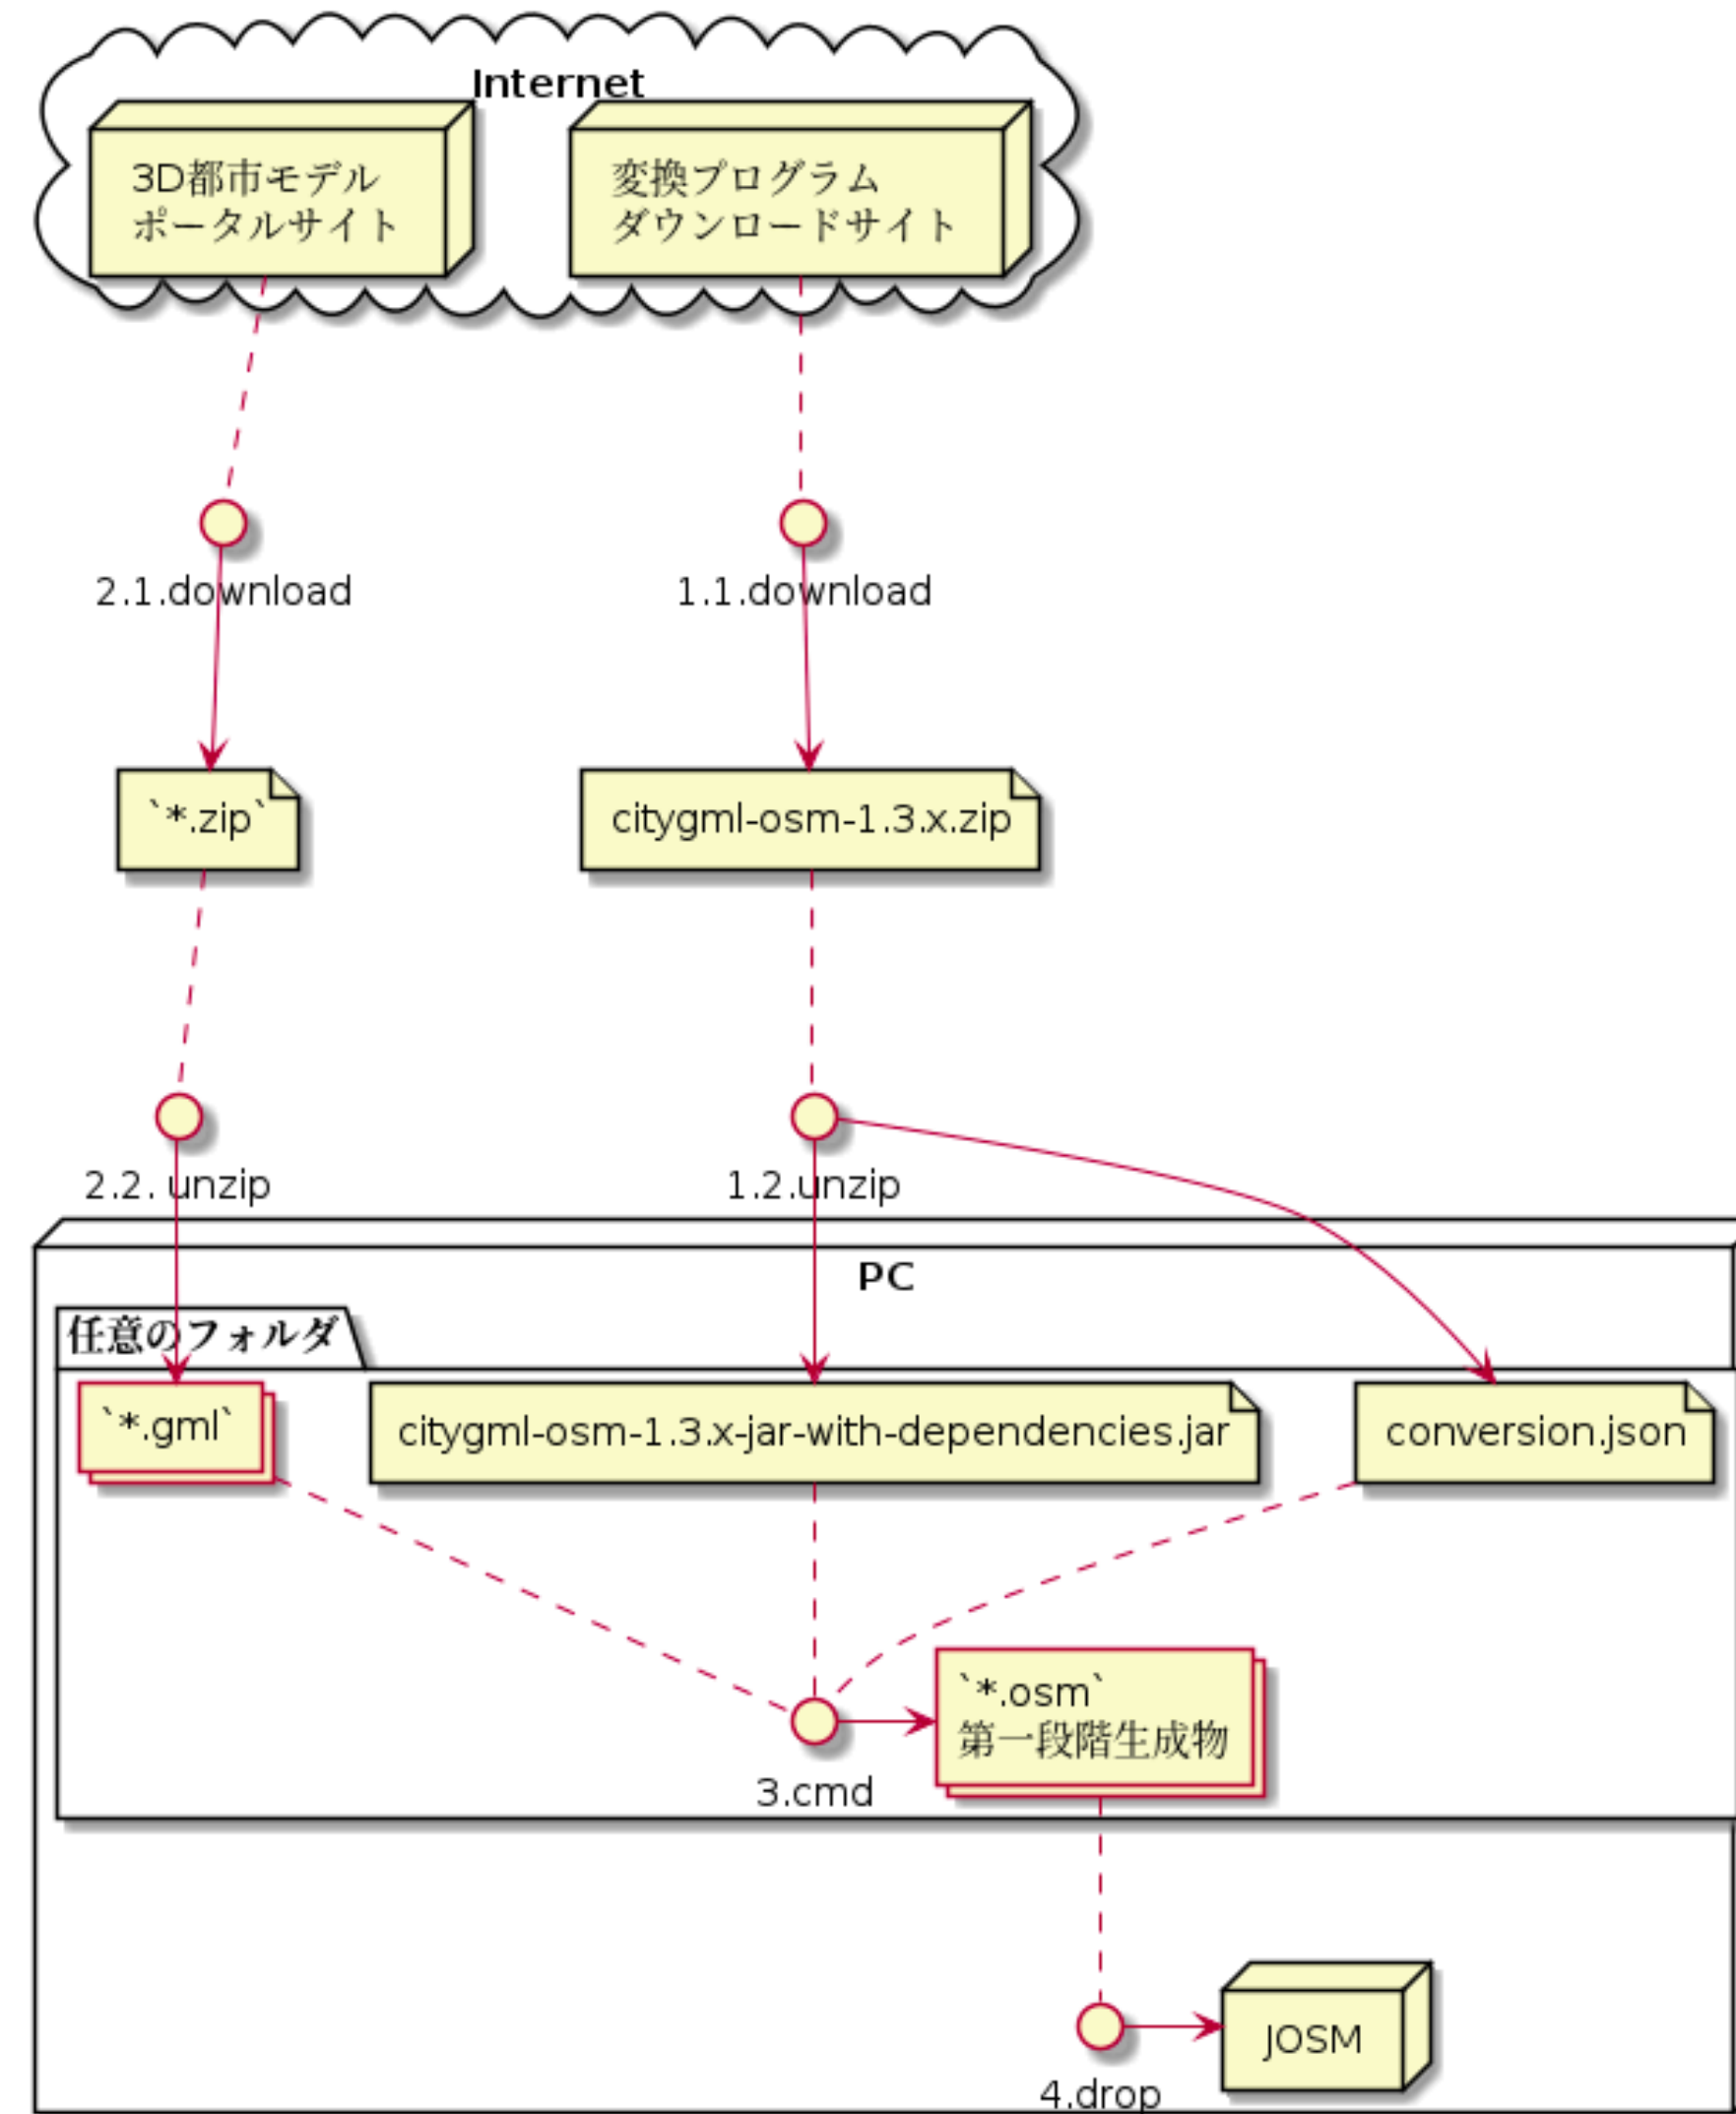 Internet
3D都市モデル
ポータルサイト
変換プログラム
ダウンロードサイト
2.1.download
1.1.download
`*.zip`
citygml-osm-1.3.x.zip
2.2. unzip
1.2.unzip
PC
任意のフォルダ
`*.gml`
citygml-osm-1.3.x-jar-with-dependencies.jar
conversion.json
`*.osm`
第一段階生成物
3.cmd
JOSM
4.drop